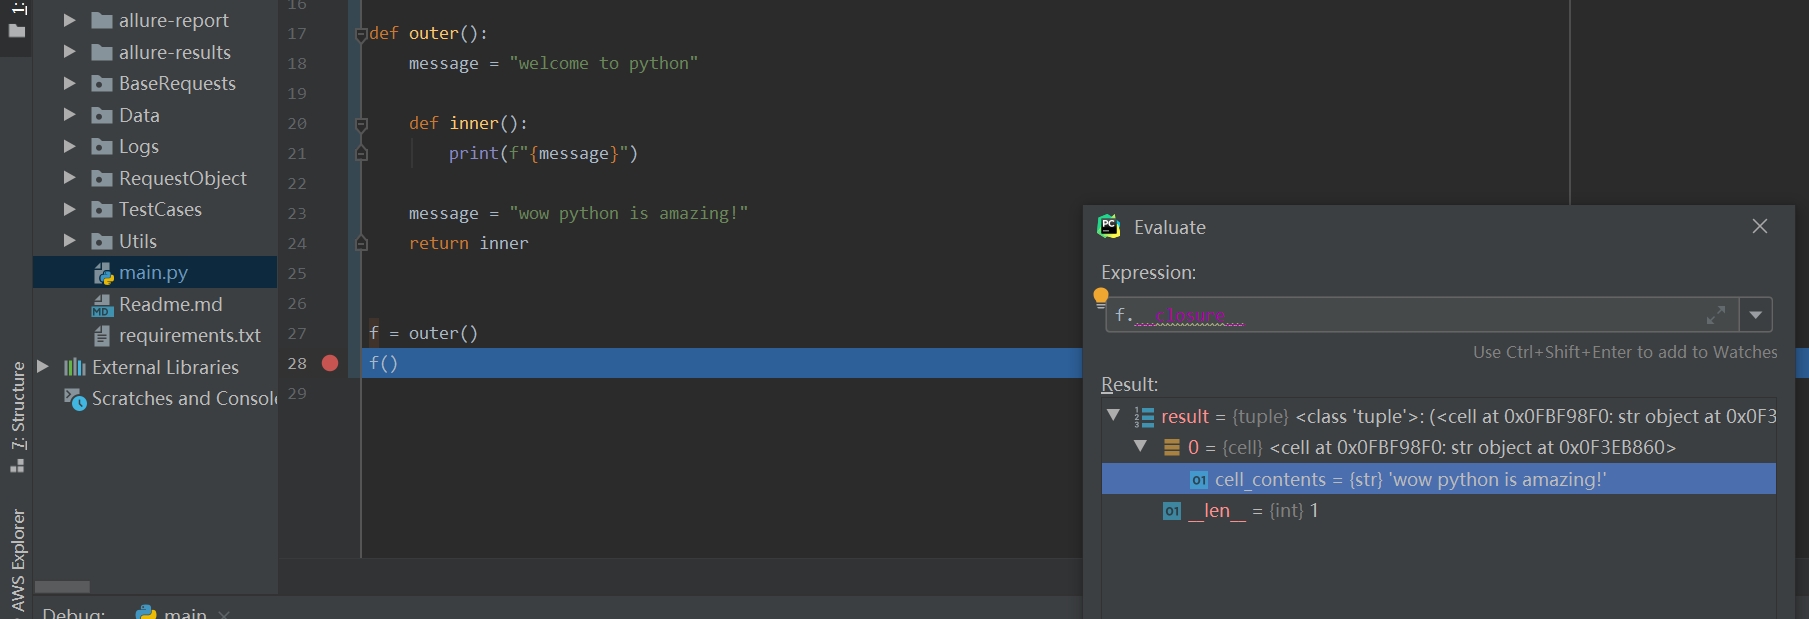 1:
allure-report
allure-results
BaseRequests
Data
Logs
RequestObject
TestCases
Utils
main.py
Readme.md
requirements.txt
External Libraries
Scratches and Consol
7: Structure
AWS Explorer
16
17 def outer():
18 message = "welcome to python"
19
20 def inner():
21 print(f"{message}")
22
23 message = "wow python is amazing!"
24 return inner
25
26
27 f = outer()
28 f()
29
PC Evaluate
Expression:
f.__closure__
Use Ctrl+Shift+Enter to add to Watches
Result:
result = {tuple} <class 'tuple'>: (<cell at 0x0FBF98F0: str object at 0x0F3
0 = {cell} <cell at 0x0FBF98F0: str object at 0x0F3EB860>
01 cell_contents = {str} 'wow python is amazing!'
01 __len__ = {int} 1
Debug: main